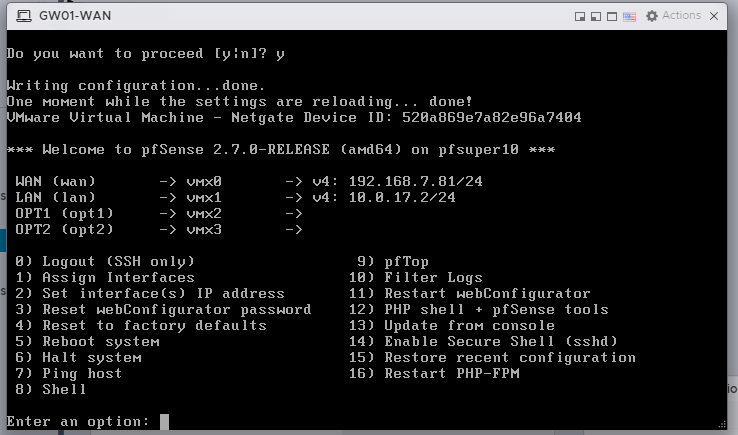 GW01-WAN
Actions
Do you want to proceed [y|n]? y
Writing configuration...done.
One moment while the settings are reloading... done!
VMware Virtual Machine - Netgate Device ID: 520a869e7a82e96a7404
*** Welcome to pfSense 2.7.0-RELEASE (amd64) on pfsuper10 ***
WAN (wan) -> vmx0 -> v4: 192.168.7.81/24
LAN (lan) -> vmx1 -> v4: 10.0.17.2/24
OPT1 (opt1) -> vmx2 ->
OPT2 (opt2) -> vmx3 ->
0) Logout (SSH only) 9) pfTop
1) Assign Interfaces 10) Filter Logs
2) Set interface(s) IP address 11) Restart webConfigurator
3) Reset webConfigurator password 12) PHP shell + pfSense tools
4) Reset to factory defaults 13) Update from console
5) Reboot system 14) Enable Secure Shell (sshd)
6) Halt system 15) Restore recent configuration
7) Ping host 16) Restart PHP-FPM
8) Shell
Enter an option: